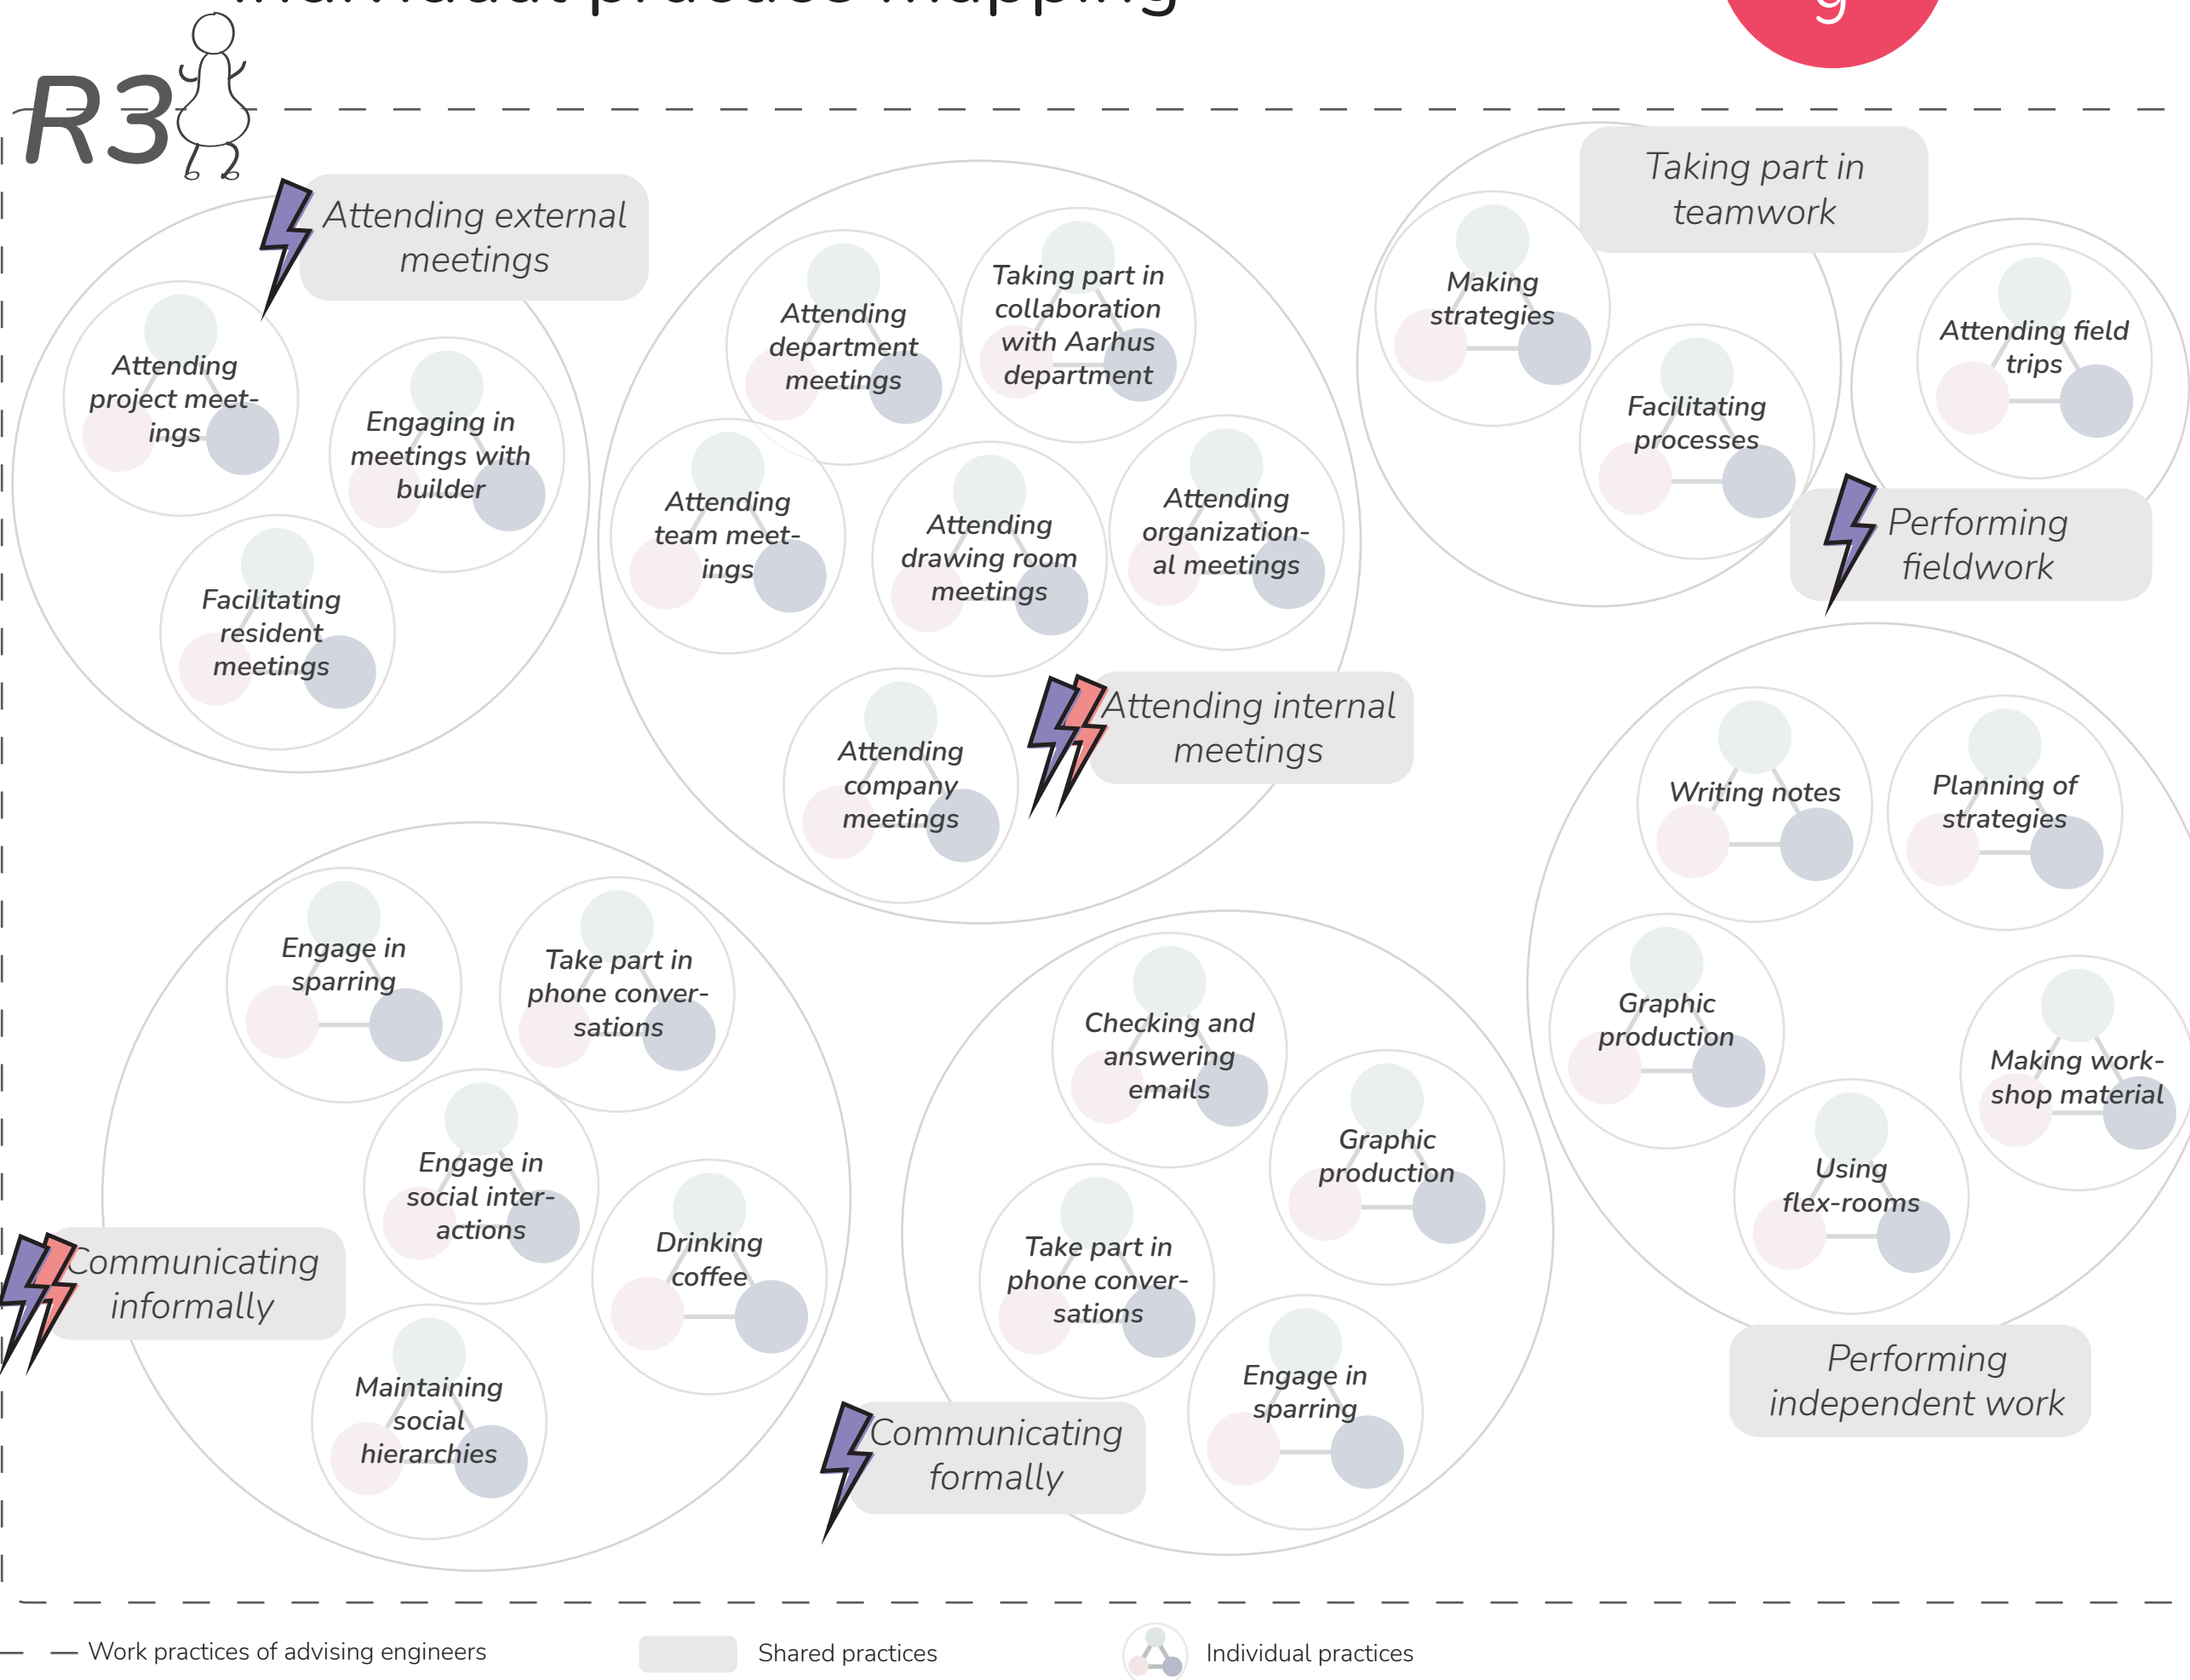 Individual practice mapping
9
R3
Attending external
meetings
Attending
project meet-
ings
Engaging in
meetings with
builder
Facilitating
resident
meetings
Attending
department
meetings
Taking part in
collaboration
with Aarhus
department
Attending
team meet-
ings
Attending
drawing room
meetings
Attending
organization-
al meetings
Attending
company
meetings
Attending internal
meetings
Taking part in
teamwork
Making
strategies
Facilitating
processes
Attending field
trips
Performing
fieldwork
Writing notes
Planning of
strategies
Graphic
production
Making work-
shop material
Using
flex-rooms
Performing
independent work
Engage in
sparring
Take part in
phone conver-
sations
Engage in
social inter-
actions
Drinking
coffee
Maintaining
social
hierarchies
Communicating
informally
Checking and
answering
emails
Graphic
production
Take part in
phone conver-
sations
Engage in
sparring
Communicating
formally
Work practices of advising engineers
Shared practices
Individual practices